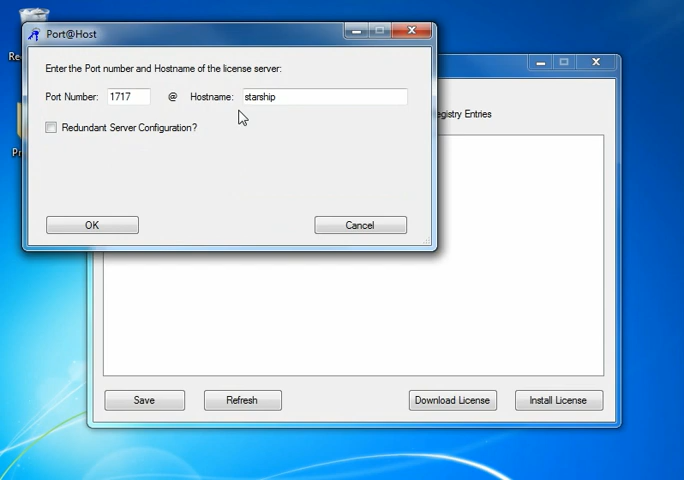 Port@Host
Enter the Port number and Hostname of the license server:
Port Number: 1717 @ Hostname: starship
Redundant Server Configuration?
OK Cancel
Entries
Save Refresh Download License Install License